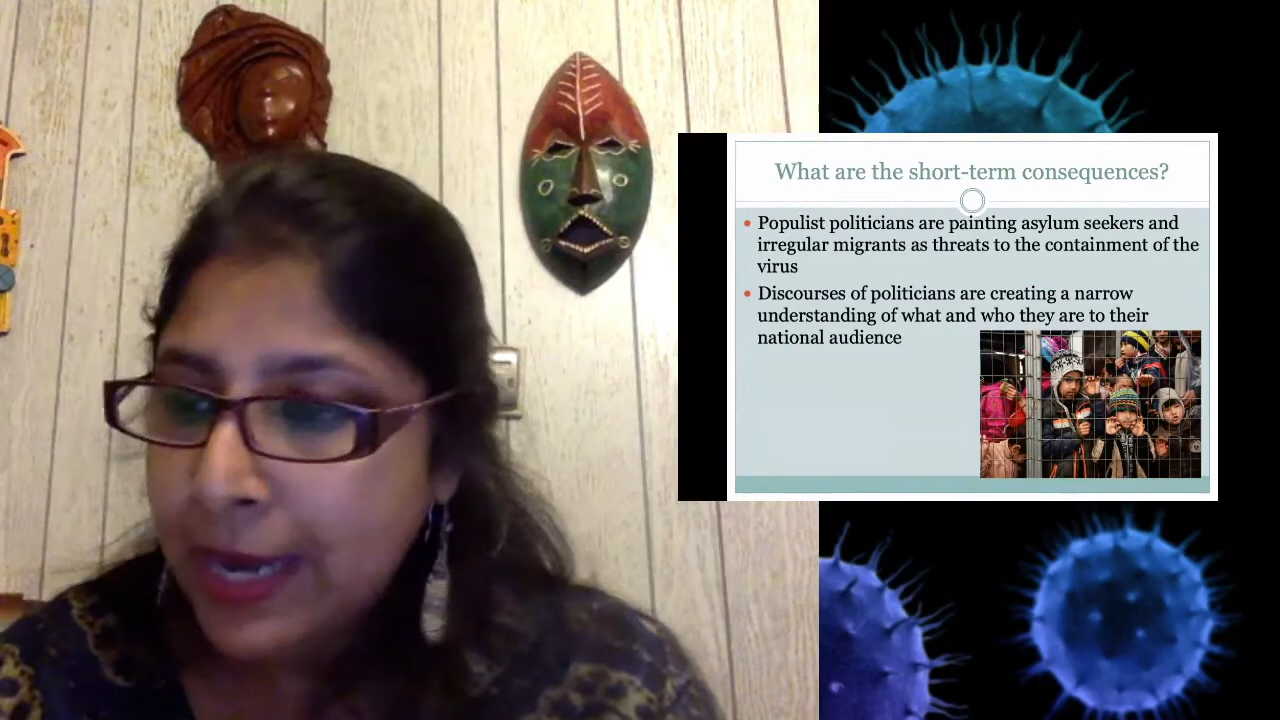 What are the short-term consequences?
Populist politicians are painting asylum seekers and
irregular migrants as threats to the containment of the
virus
Discourses of politicians are creating a narrow
understanding of what and who they are to their
national audience